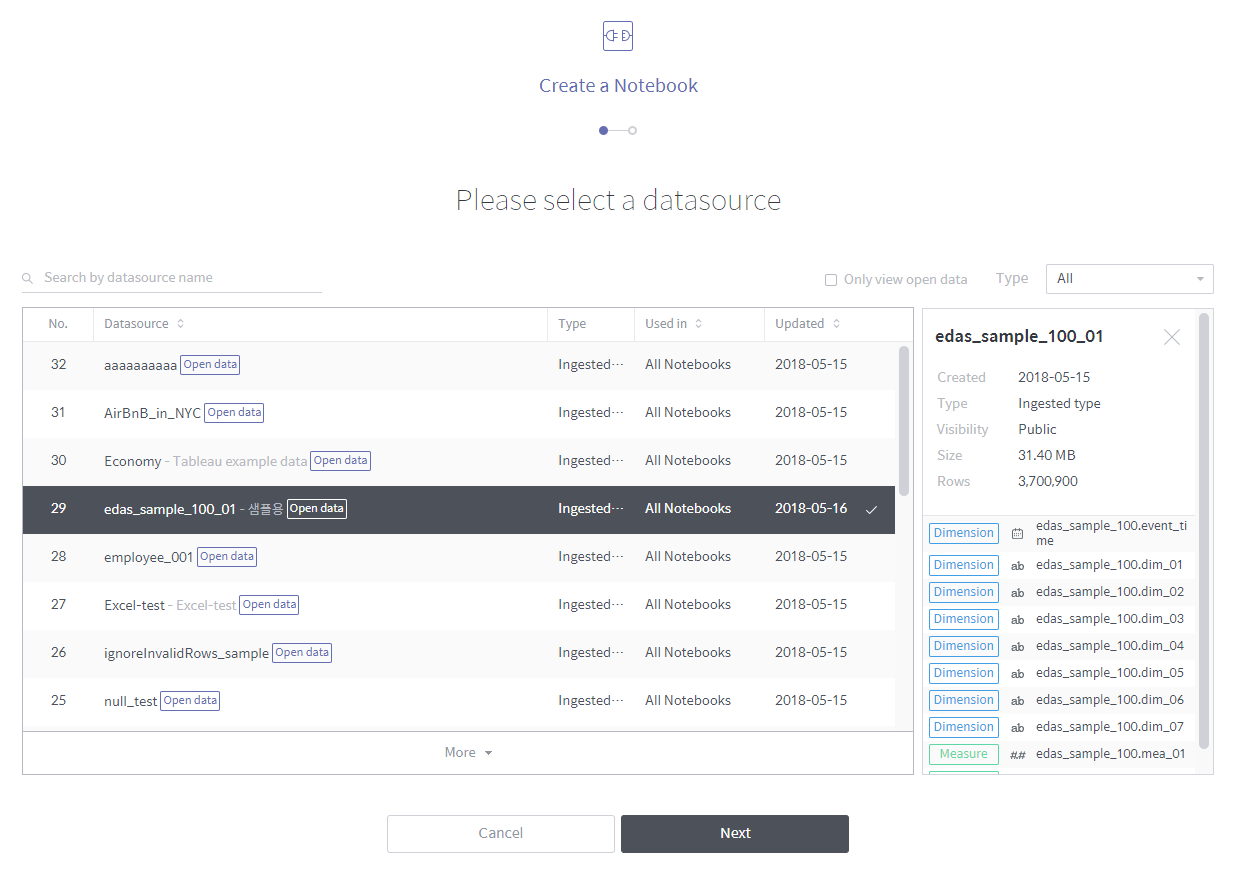 Create a Notebook
Please select a datasource
Search by datasource name
Only view open data Type All
No. Datasource Type Used in Updated
32 aaaaaaaaaa Open data Ingested··· All Notebooks 2018-05-15
31 AirBnB_in_NYC Open data Ingested··· All Notebooks 2018-05-15
30 Economy - Tableau example data Open data Ingested··· All Notebooks 2018-05-15
29 edas_sample_100_01 - 샘플용 Open data Ingested··· All Notebooks 2018-05-16
28 employee_001 Open data Ingested··· All Notebooks 2018-05-15
27 Excel-test - Excel-test Open data Ingested··· All Notebooks 2018-05-15
26 ignoreInvalidRows_sample Open data Ingested··· All Notebooks 2018-05-15
25 null_test Open data Ingested··· All Notebooks 2018-05-15
More
edas_sample_100_01
Created 2018-05-15
Type Ingested type
Visibility Public
Size 31.40 MB
Rows 3,700,900
Dimension edas_sample_100.event_ti
me
Dimension ab edas_sample_100.dim_01
Dimension ab edas_sample_100.dim_02
Dimension ab edas_sample_100.dim_03
Dimension ab edas_sample_100.dim_04
Dimension ab edas_sample_100.dim_05
Dimension ab edas_sample_100.dim_06
Dimension ab edas_sample_100.dim_07
Measure ## edas_sample_100.mea_01
Cancel Next